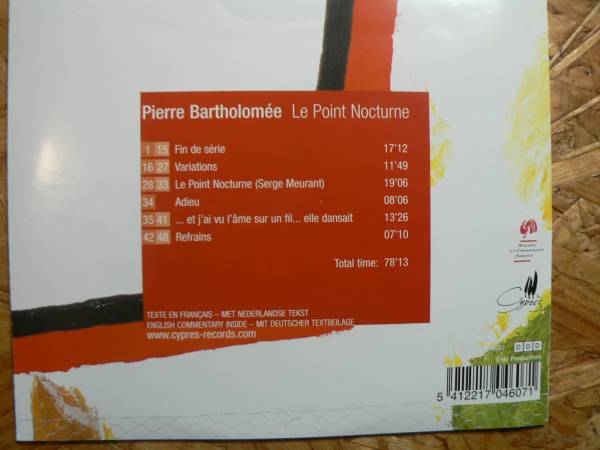 Pierre Bartholomée Le Point Nocturne
1 15 Fin de série 17'12
16 27 Variations 11'49
28 33 Le Point Nocturne (Serge Meurant) 19'06
34 Adieu 08'06
35 41 ... et j'ai vu l'âme sur un fil... elle dansait 13'26
42 48 Refrains 07'10
Total time: 78'13
TEXTE EN FRANÇAIS – MET NEDERLANDSE TEKST
ENGLISH COMMENTARY INSIDE – MIT DEUTSCHER TEXTBEILAGE
www.cypres-records.com
Cyprès
DDD
Productions
5 412217 046071